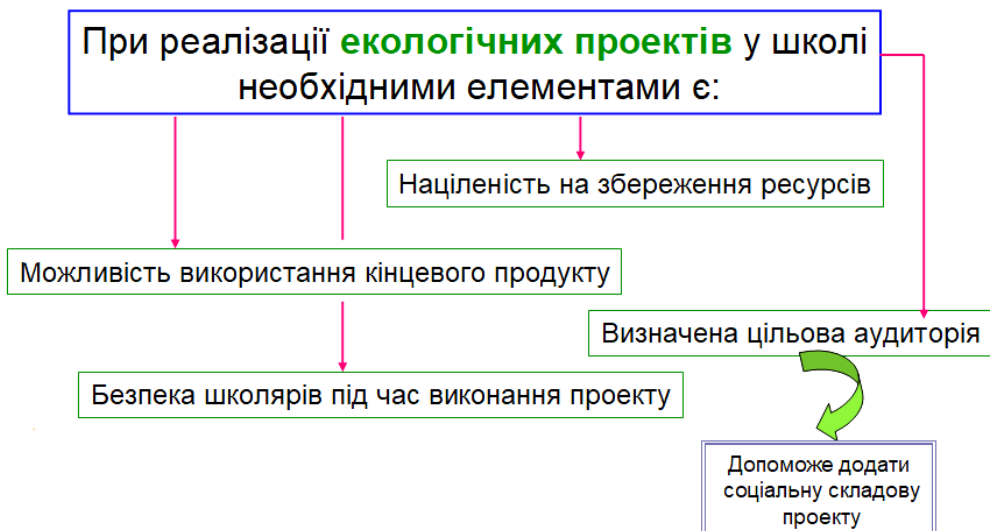 При реалізації екологічних проектів у школі
необхідними елементами є:
Націленість на збереження ресурсів
Можливість використання кінцевого продукту
Визначена цільова аудиторія
Безпека школярів під час виконання проекту
Допоможе додати
соціальну складову
проекту